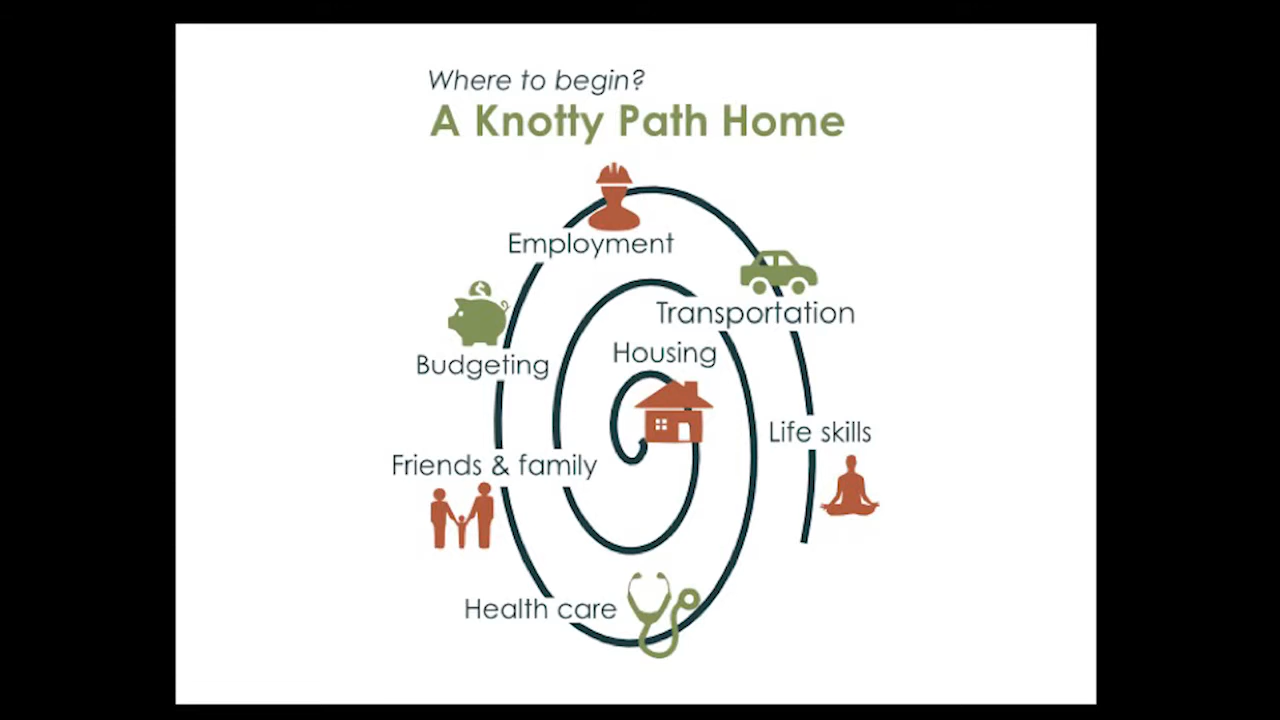 Where to begin?
A Knotty Path Home
Employment
Transportation
Housing
Budgeting
Life skills
Friends & family
Health care